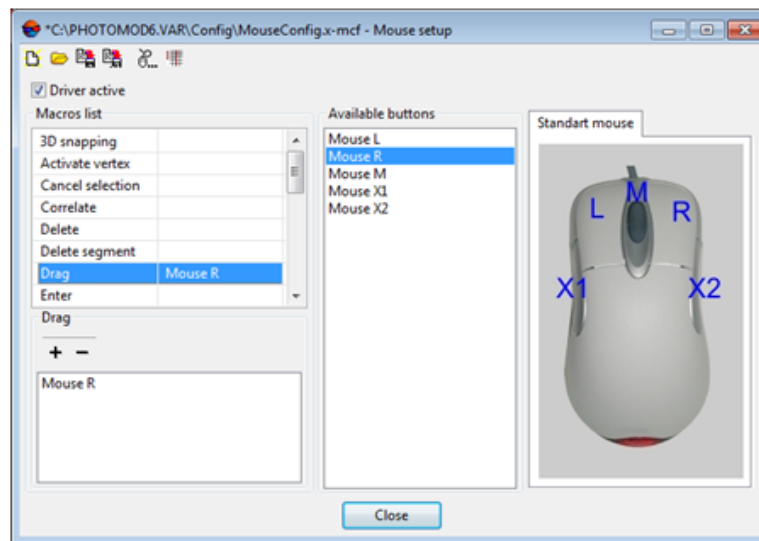 *C:\PHOTOMOD6.VAR\Config\MouseConfig.x-mcf - Mouse setup
Driver active
Macros list
3D snapping
Activate vertex
Cancel selection
Correlate
Delete
Delete segment
Drag Mouse R
Enter
Drag
Mouse R
Available buttons
Mouse L
Mouse R
Mouse M
Mouse X1
Mouse X2
Standart mouse
L M R
X1 X2
Close